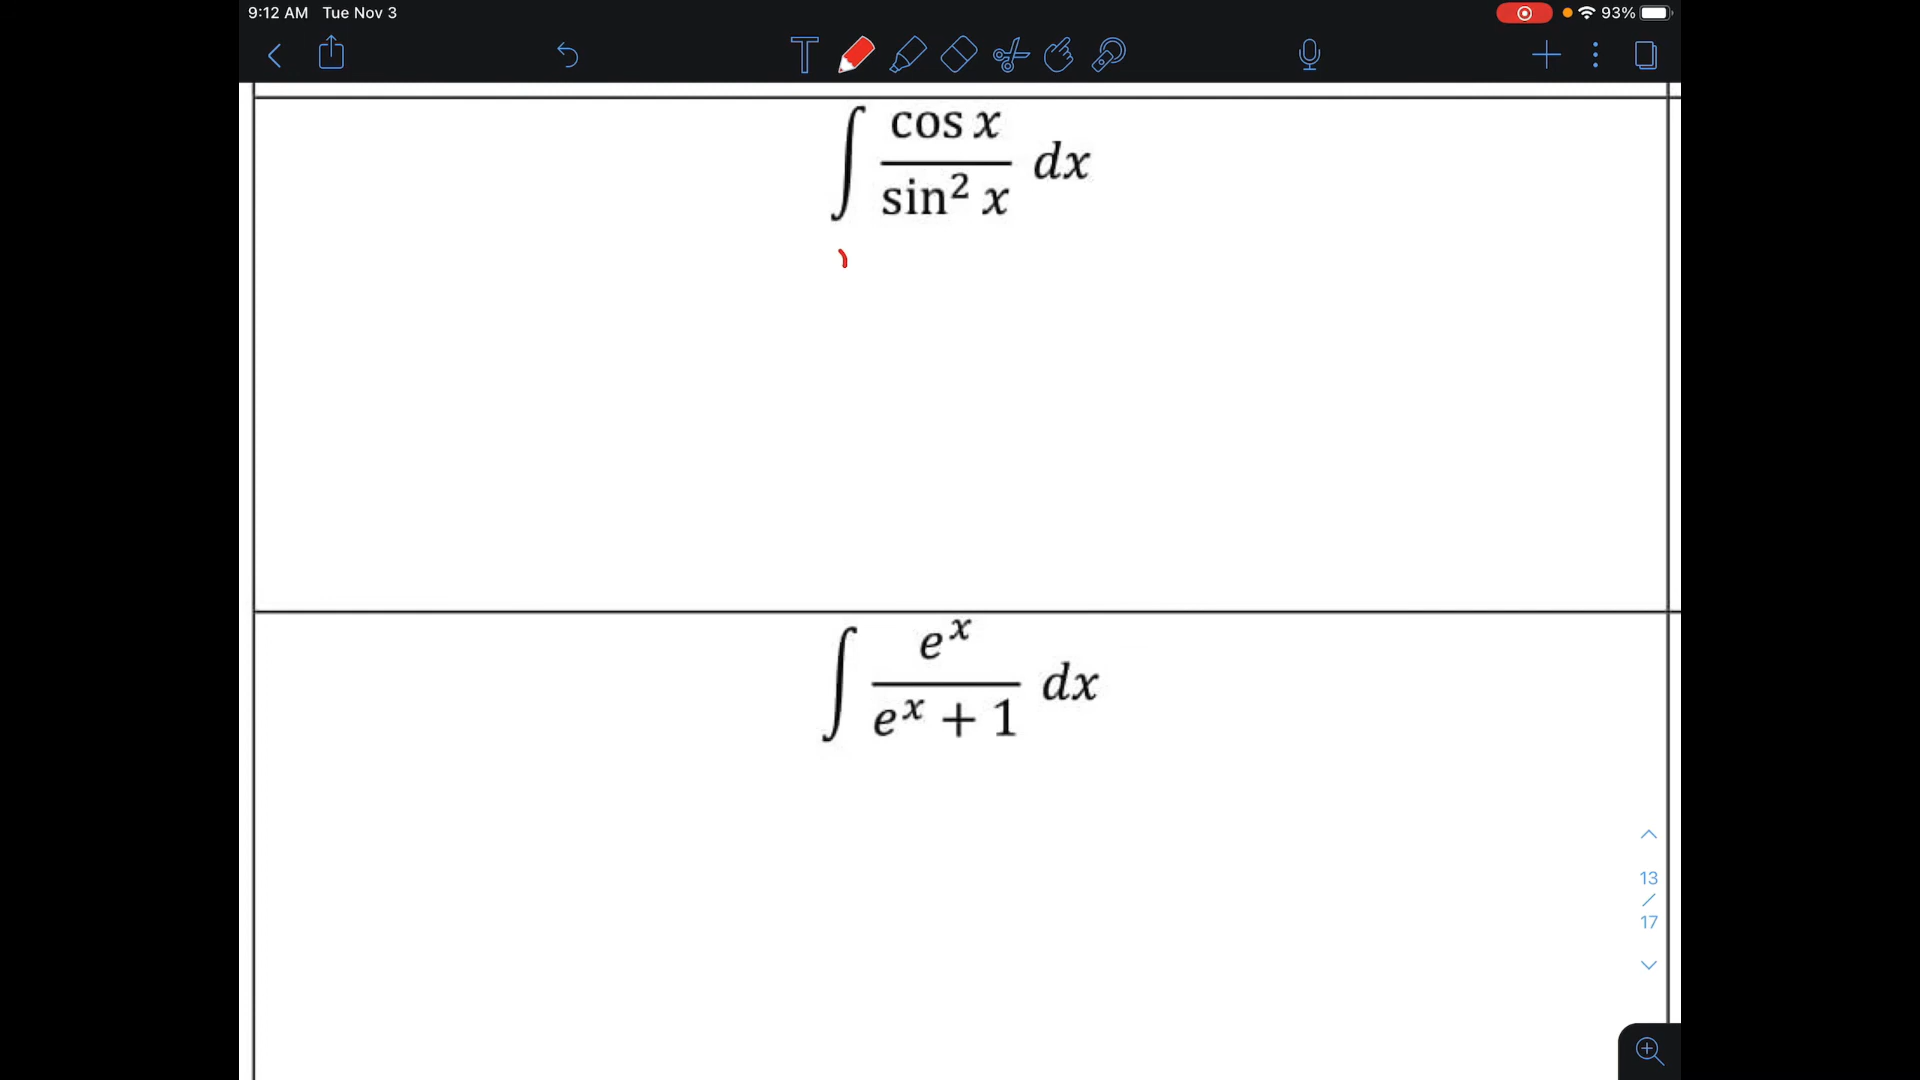 9:12 AM Tue Nov 3
93%
T
∫ cos x / sin² x dx
∫ eˣ / eˣ + 1 dx
13
/
17